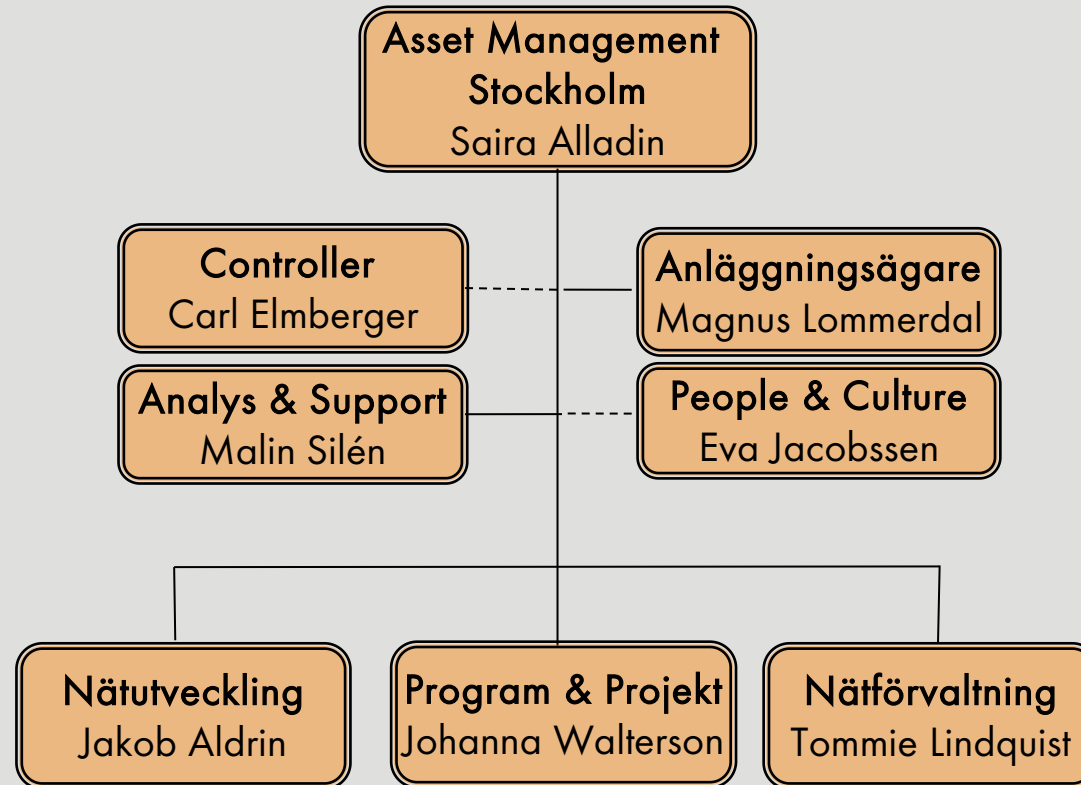 Asset Management
Stockholm
Saira Alladin
Controller
Carl Elmberger
Anläggningsägare
Magnus Lommerdal
Analys & Support
Malin Silén
People & Culture
Eva Jacobssen
Nätutveckling
Jakob Aldrin
Program & Projekt
Johanna Walterson
Nätförvaltning
Tommie Lindquist